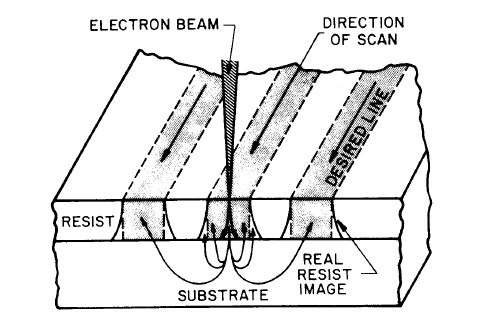 ELECTRON BEAM
DIRECTION
OF SCAN
DESIRED LINE
RESIST
SUBSTRATE
REAL
RESIST
IMAGE